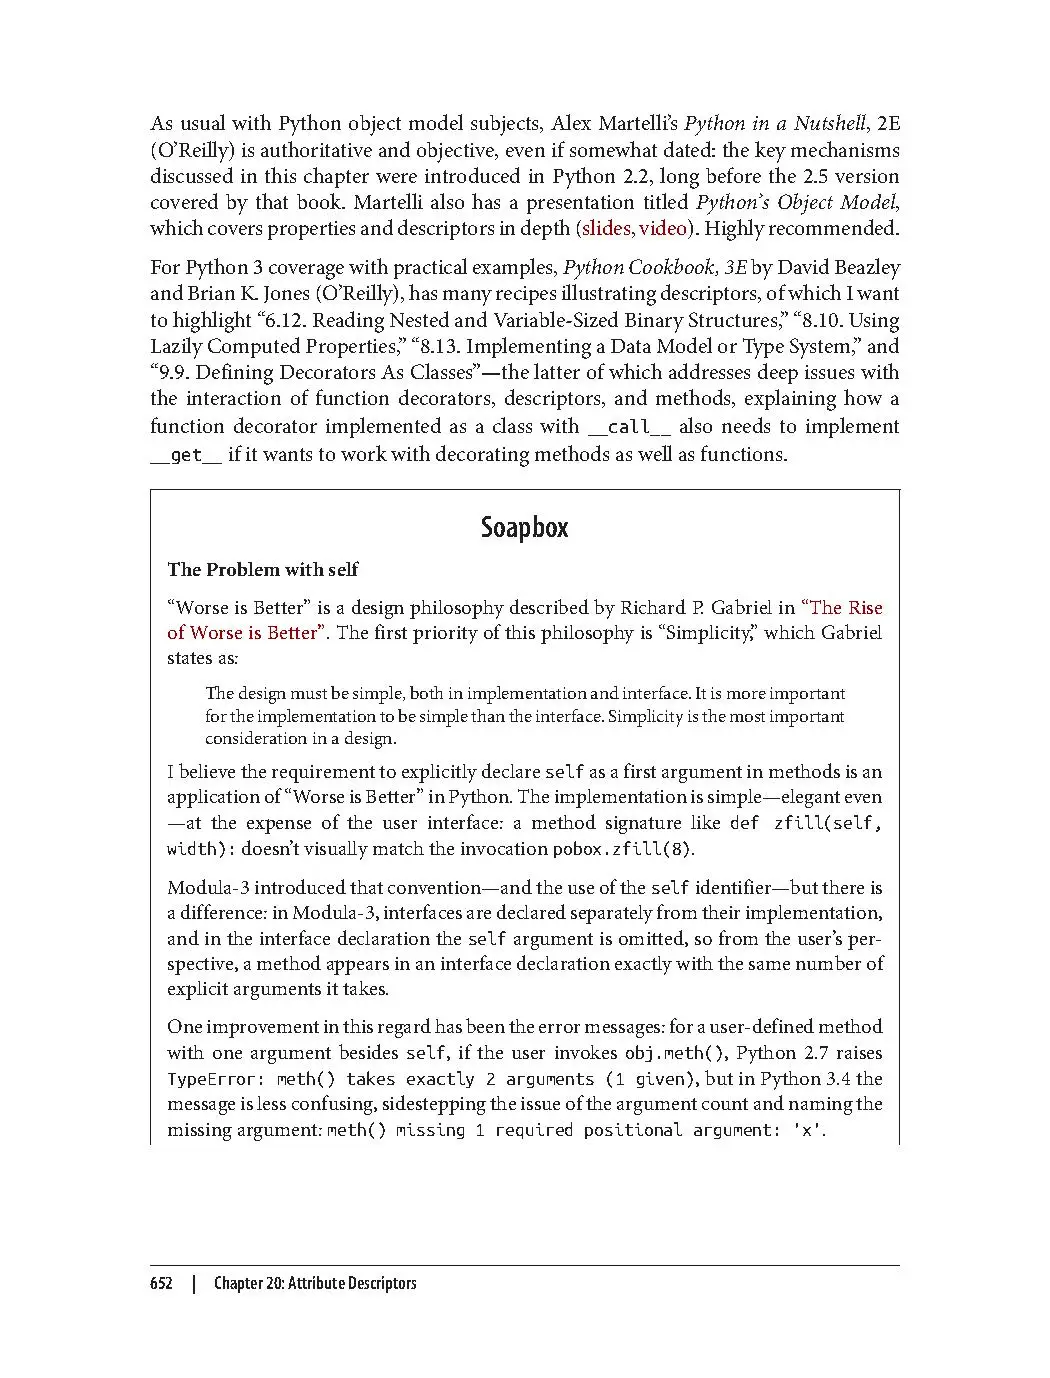 As usual with Python object model subjects, Alex Martelli’s Python in a Nutshell, 2E
(O’Reilly) is authoritative and objective, even if somewhat dated: the key mechanisms
discussed in this chapter were introduced in Python 2.2, long before the 2.5 version
covered by that book. Martelli also has a presentation titled Python’s Object Model,
which covers properties and descriptors in depth (slides, video). Highly recommended.
For Python 3 coverage with practical examples, Python Cookbook, 3E by David Beazley
and Brian K. Jones (O’Reilly), has many recipes illustrating descriptors, of which I want
to highlight “6.12. Reading Nested and Variable-Sized Binary Structures,” “8.10. Using
Lazily Computed Properties,” “8.13. Implementing a Data Model or Type System,” and
“9.9. Defining Decorators As Classes”—the latter of which addresses deep issues with
the interaction of function decorators, descriptors, and methods, explaining how a
function decorator implemented as a class with __call__ also needs to implement
__get__ if it wants to work with decorating methods as well as functions.
Soapbox
The Problem with self
“Worse is Better” is a design philosophy described by Richard P. Gabriel in “The Rise
of Worse is Better”. The first priority of this philosophy is “Simplicity,” which Gabriel
states as:
The design must be simple, both in implementation and interface. It is more important
for the implementation to be simple than the interface. Simplicity is the most important
consideration in a design.
I believe the requirement to explicitly declare self as a first argument in methods is an
application of “Worse is Better” in Python. The implementation is simple—elegant even
—at the expense of the user interface: a method signature like def zfill(self,
width): doesn’t visually match the invocation pobox.zfill(8).
Modula-3 introduced that convention—and the use of the self identifier—but there is
a difference: in Modula-3, interfaces are declared separately from their implementation,
and in the interface declaration the self argument is omitted, so from the user’s per-
spective, a method appears in an interface declaration exactly with the same number of
explicit arguments it takes.
One improvement in this regard has been the error messages: for a user-defined method
with one argument besides self, if the user invokes obj.meth(), Python 2.7 raises
TypeError: meth() takes exactly 2 arguments (1 given), but in Python 3.4 the
message is less confusing, sidestepping the issue of the argument count and naming the
missing argument: meth() missing 1 required positional argument: 'x'.
652 | Chapter 20: Attribute Descriptors